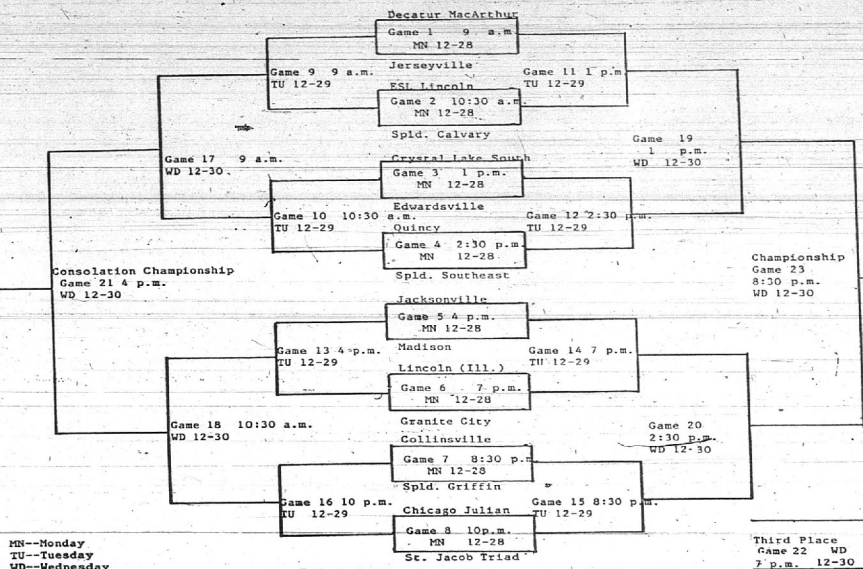 Decatur MacArthur
Game 1 9 a.m
MN 12-28
Jerseyville
Game 9 9 a.m.
TU 12-29
Game 11 1 p.m.
TU 12-29
ESL Lincoln
Game 2 10:30 a.m
MN 12-28
Spld. Calvary
Game 17 9 a.m.
WD 12-30
Game 19
1 p.m.
WD 12-30
Crystal Lake South
Game 3 1 p.m.
MN 12-28
Edwardsville
Game 10 10:30 a.m.
TU 12-29
Game 12 2:30 p.m.
TU 12-29
Quincy
Game 4 2:30 p.m.
MN 12-28
Spld. Southeast
Consolation Championship
Game 21 4 p.m.
WD 12-30
Championship
Game 23
8:30 p.m.
WD 12-30
Jacksonville
Game 5 4 p.m.
MN 12-28
Madison
Game 13 4 p.m.
TU 12-29
Game 14 7 p.m.
TU 12-29
Lincoln (Ill.)
Game 6 7 p.m.
MN 12-28
Granite City
Game 18 10:30 a.m.
WD 12-30
Game 20
2:30 p.m.
WD 12-30
Collinsville
Game 7 8:30 p.m
MN 12-28
Spld. Griffin
Game 16 10 p.m.
TU 12-29
Game 15 8:30 p.m.
TU 12-29
Chicago Julian
Game 8 10p.m.
MN 12-28
St. Jacob Triad
MN--Monday
TU--Tuesday
WD--Wednesday
Third Place
Game 22 WD
7 p.m. 12-30